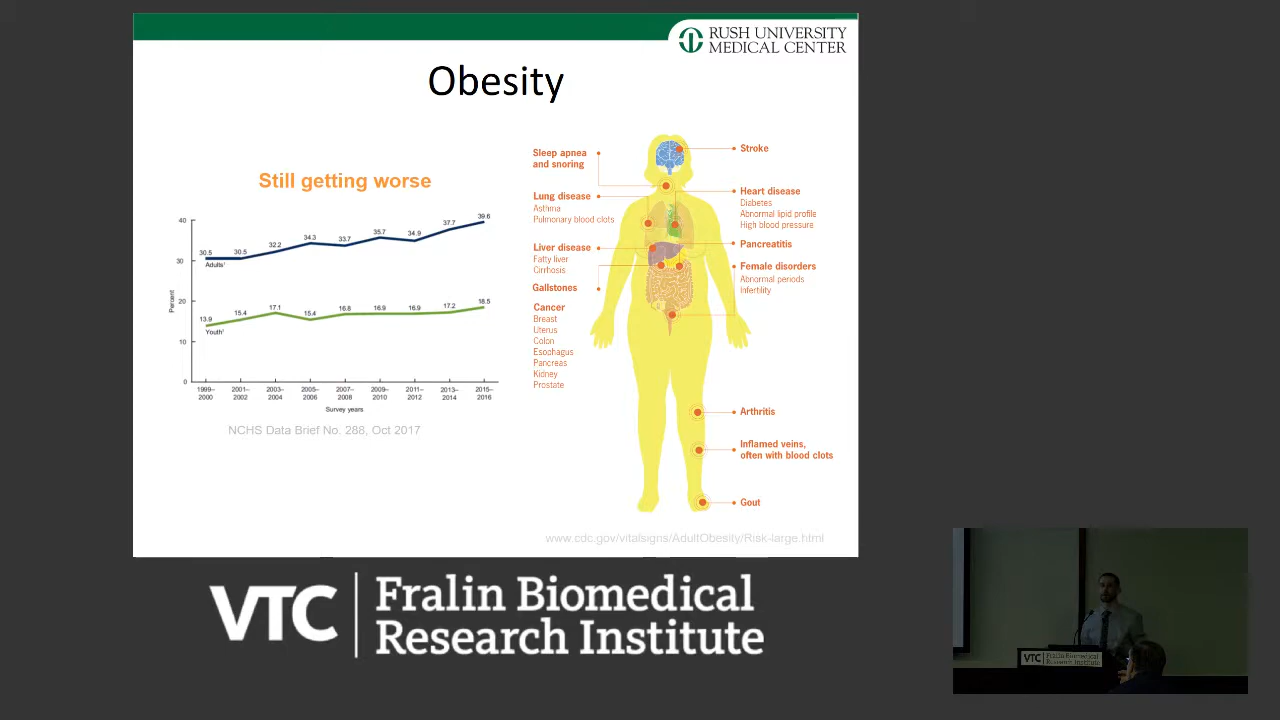 RUSH UNIVERSITY
MEDICAL CENTER
Obesity
Still getting worse
40
30
20
10
0
Percent
30.5
30.5
32.2
34.3
33.7
35.7
34.9
37.7
39.6
Adults¹
13.9
15.4
17.1
15.4
16.8
16.9
16.9
17.2
18.5
Youth²
1999–
2000
2001–
2002
2003–
2004
2005–
2006
2007–
2008
2009–
2010
2011–
2012
2013–
2014
2015–
2016
Survey years
NCHS Data Brief No. 288, Oct 2017
Sleep apnea
and snoring
Lung disease
Asthma
Pulmonary blood clots
Liver disease
Fatty liver
Cirrhosis
Gallstones
Cancer
Breast
Uterus
Colon
Esophagus
Pancreas
Kidney
Prostate
Stroke
Heart disease
Diabetes
Abnormal lipid profile
High blood pressure
Pancreatitis
Female disorders
Abnormal periods
Infertility
Arthritis
Inflamed veins,
often with blood clots
Gout
www.cdc.gov/vitalsigns/AdultObesity/Risk-large.html
VTC
Fralin Biomedical
Research Institute
VTC
Fralin Biomedical
Research Institute